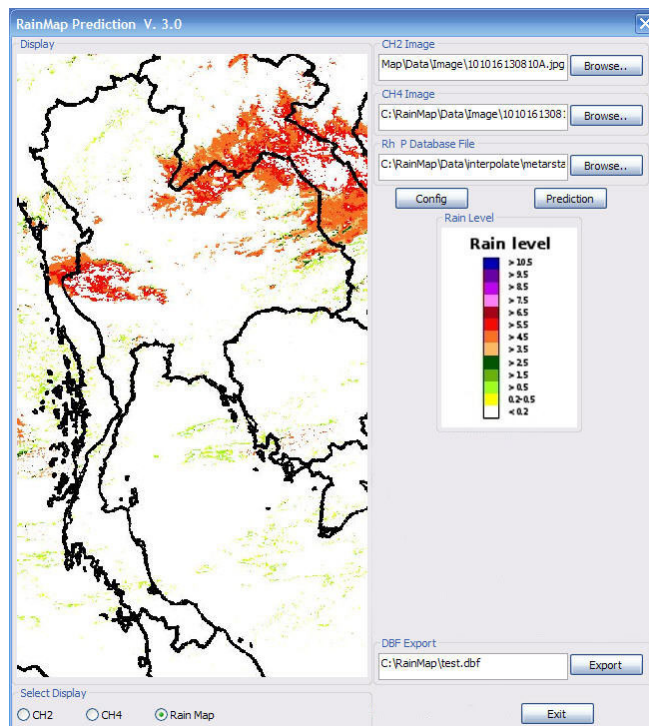 RainMap Prediction V. 3.0
Display
CH2 Image
Map\Data\Image\101016130810A.jpg
Browse..
CH4 Image
C:\RainMap\Data\Image\1010161308
Browse..
Rh P Database File
C:\RainMap\Data\interpolate\metarsta
Browse..
Config
Prediction
Rain Level
Rain level
> 10.5
> 9.5
> 8.5
> 7.5
> 6.5
> 5.5
> 4.5
> 3.5
> 2.5
> 1.5
> 0.5
0.2-0.5
< 0.2
DBF Export
C:\RainMap\test.dbf
Export
Select Display
CH2
CH4
Rain Map
Exit